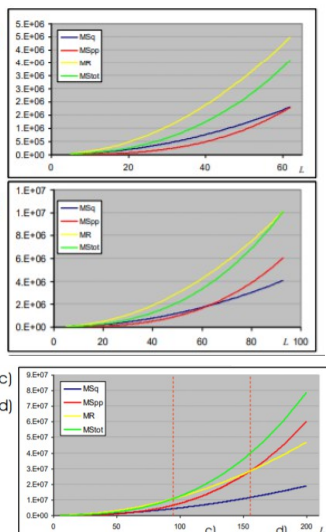 5.E+06
5.E+06
4.E+06
4.E+06
3.E+06
3.E+06
2.E+06
2.E+06
1.E+06
5.E+05
0.E+00
MSq
MSpp
MR
MStot
0 20 40 60 L
1.E+07
1.E+07
8.E+06
6.E+06
4.E+06
2.E+06
0.E+00
MSq
MSpp
MR
MStot
0 20 40 60 80 L 100
c)
d)
9.E+07
8.E+07
7.E+07
6.E+07
5.E+07
4.E+07
3.E+07
2.E+07
1.E+07
0.E+00
MSq
MSpp
MR
MStot
0 50 100 150 200
c) d) L